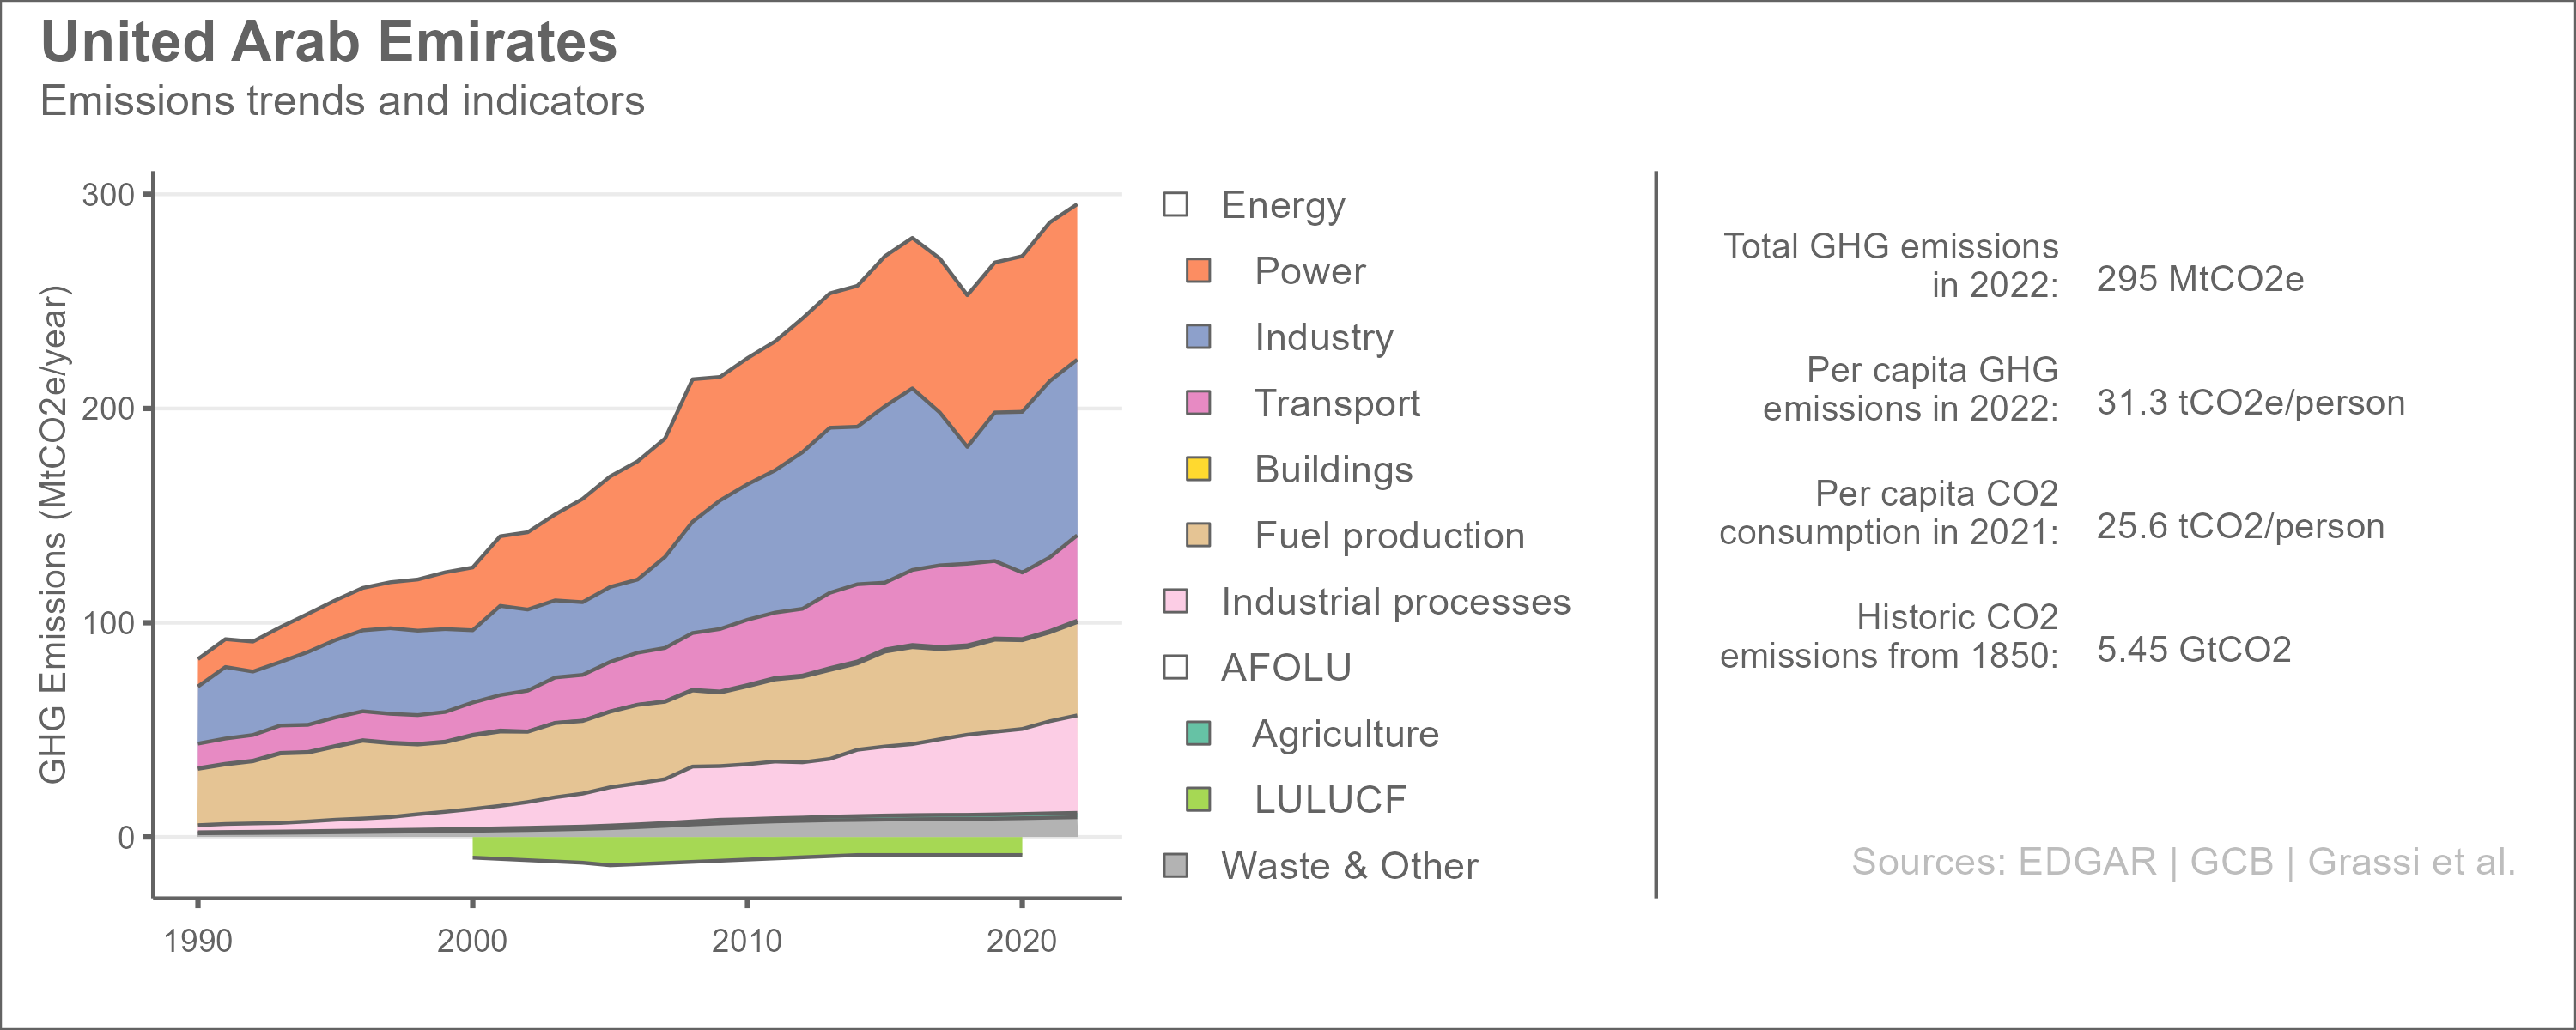 United Arab Emirates
Emissions trends and indicators
GHG Emissions (MtCO2e/year)
300
200
100
0
1990
2000
2010
2020
Energy
Power
Industry
Transport
Buildings
Fuel production
Industrial processes
AFOLU
Agriculture
LULUCF
Waste & Other
Total GHG emissions
in 2022:
295 MtCO2e
Per capita GHG
emissions in 2022:
31.3 tCO2e/person
Per capita CO2
consumption in 2021:
25.6 tCO2/person
Historic CO2
emissions from 1850:
5.45 GtCO2
Sources: EDGAR | GCB | Grassi et al.